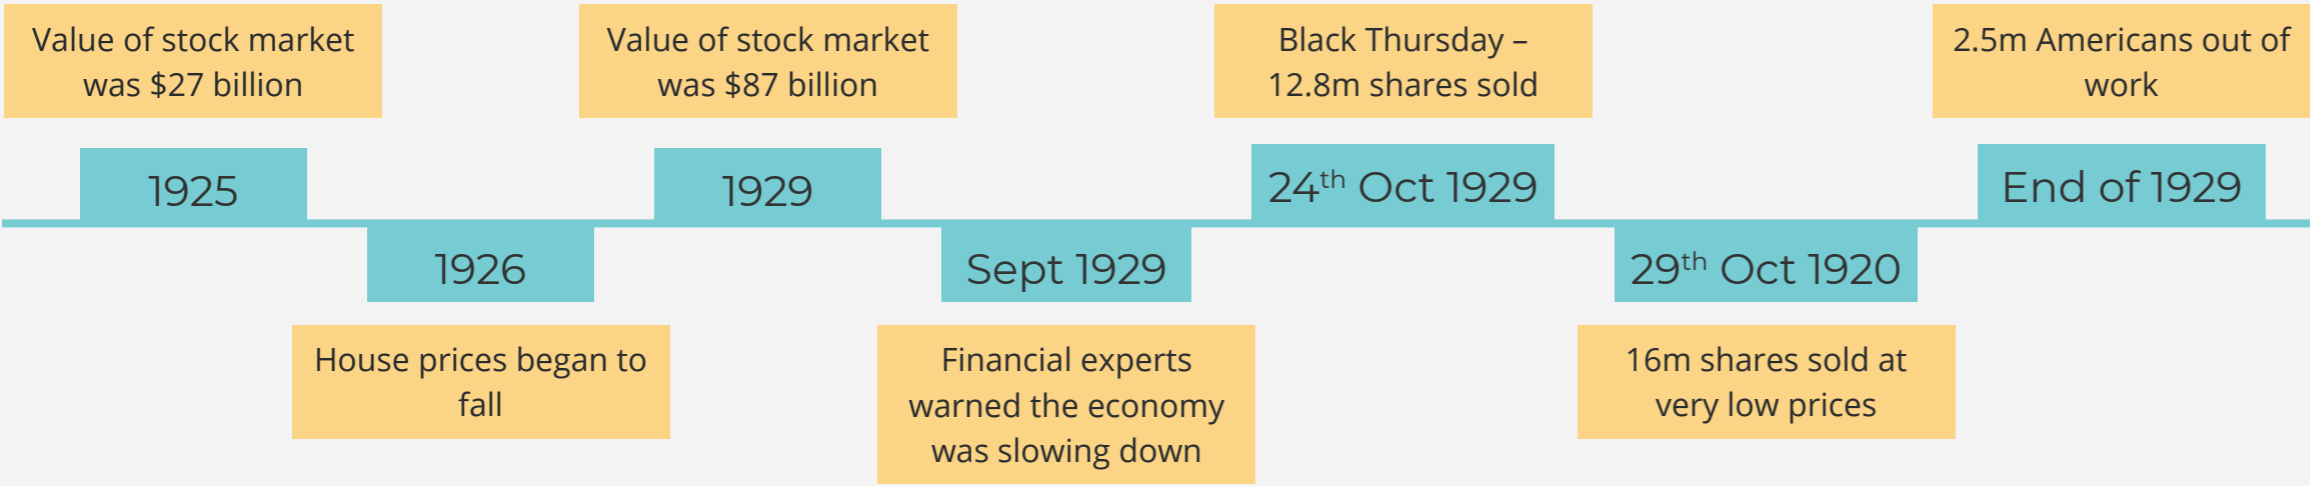 Value of stock market
was $27 billion
1925
1926
House prices began to
fall
Value of stock market
was $87 billion
1929
Sept 1929
Financial experts
warned the economy
was slowing down
Black Thursday –
12.8m shares sold
24th Oct 1929
29th Oct 1920
16m shares sold at
very low prices
2.5m Americans out of
work
End of 1929